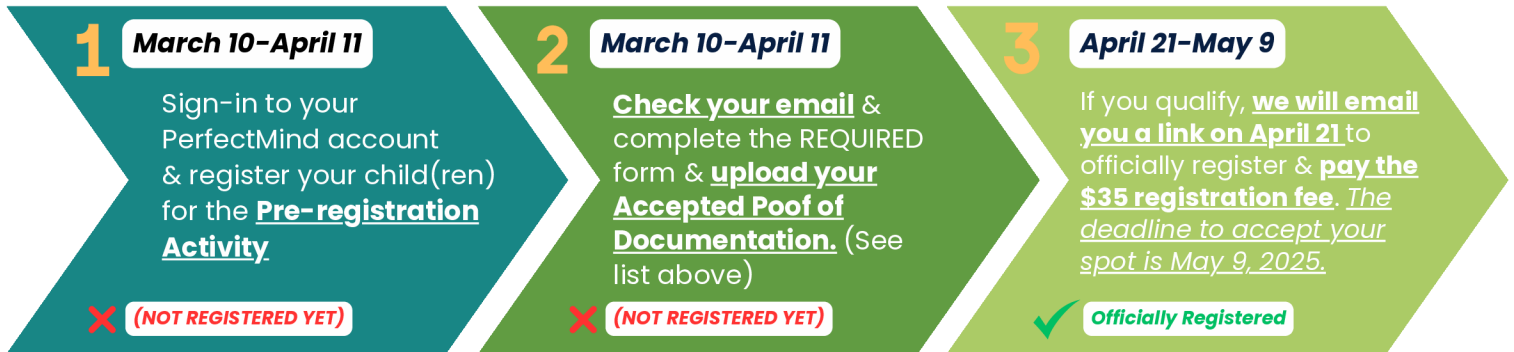 1
March 10-April 11
Sign-in to your
PerfectMind account
& register your child(ren)
for the Pre-registration
Activity
(NOT REGISTERED YET)
2
March 10-April 11
Check your email &
complete the REQUIRED
form & upload your
Accepted Poof of
Documentation. (See
list above)
(NOT REGISTERED YET)
3
April 21-May 9
If you qualify, we will email
you a link on April 21 to
officially register & pay the
$35 registration fee. The
deadline to accept your
spot is May 9, 2025.
Officially Registered